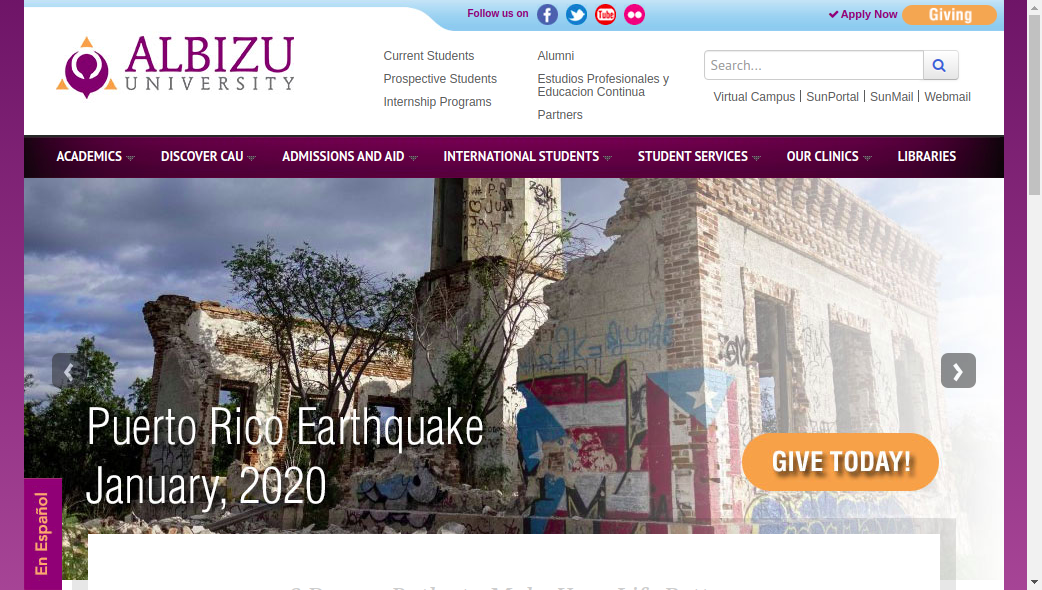 Follow us on
You
Tube
Apply Now
Giving
ALBIZU
UNIVERSITY
Current Students
Prospective Students
Internship Programs
Alumni
Estudios Profesionales y
Educacion Continua
Partners
Search...
Virtual Campus | SunPortal | SunMail | Webmail
ACADEMICS
DISCOVER CAU
ADMISSIONS AND AID
INTERNATIONAL STUDENTS
STUDENT SERVICES
OUR CLINICS
LIBRARIES
Puerto Rico Earthquake
January, 2020
GIVE TODAY!
En Español